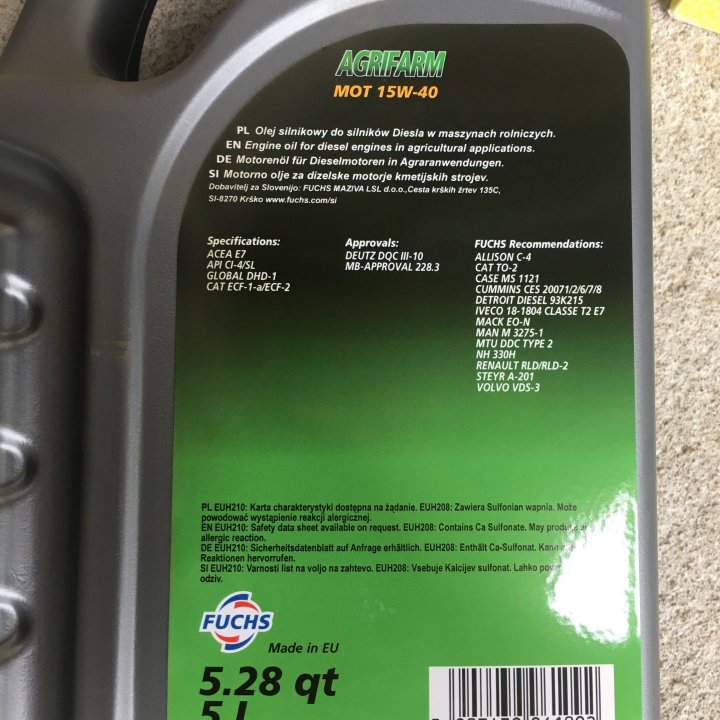 AGRIFARM
MOT 15W-40
PL Olej silnikowy do silników Diesla w maszynach rolniczych.
EN Engine oil for diesel engines in agricultural applications.
DE Motorenöl für Dieselmotoren in Agraranwendungen.
SI Motorno olje za dizelske motorje kmetijskih strojev.
Dobavitelj za Slovenijo: FUCHS MAZIVA LSL d.o.o.,Cesta krških žrtev 135C,
SI-8270 Krško www.fuchs.com/si
Specifications:
ACEA E7
API CI-4/SL
GLOBAL DHD-1
CAT ECF-1-a/ECF-2
Approvals:
DEUTZ DQC III-10
MB-APPROVAL 228.3
FUCHS Recommendations:
ALLISON C-4
CAT TO-2
CASE MS 1121
CUMMINS CES 20071/2/6/7/8
DETROIT DIESEL 93K215
IVECO 18-1804 CLASSE T2 E7
MACK EO-N
MAN M 3275-1
MTU DDC TYPE 2
NH 330H
RENAULT RLD/RLD-2
STEYR A-201
VOLVO VDS-3
PL EUH210: Karta charakterystyki dostępna na żądanie. EUH208: Zawiera Sulfonian wapnia. Może
powodować wystąpienie reakcji alergicznej.
EN EUH210: Safety data sheet available on request. EUH208: Contains Ca Sulfonate. May produce an
allergic reaction.
DE EUH210: Sicherheitsdatenblatt auf Anfrage erhältlich. EUH208: Enthält Ca-Sulfonat. Kann
Reaktionen hervorrufen.
SI EUH210: Varnosti list na voljo na zahtevo. EUH208: Vsebuje Kalcijev sulfonat. Lahko
odziv.
FUCHS
Made in EU
5.28 qt
5 L